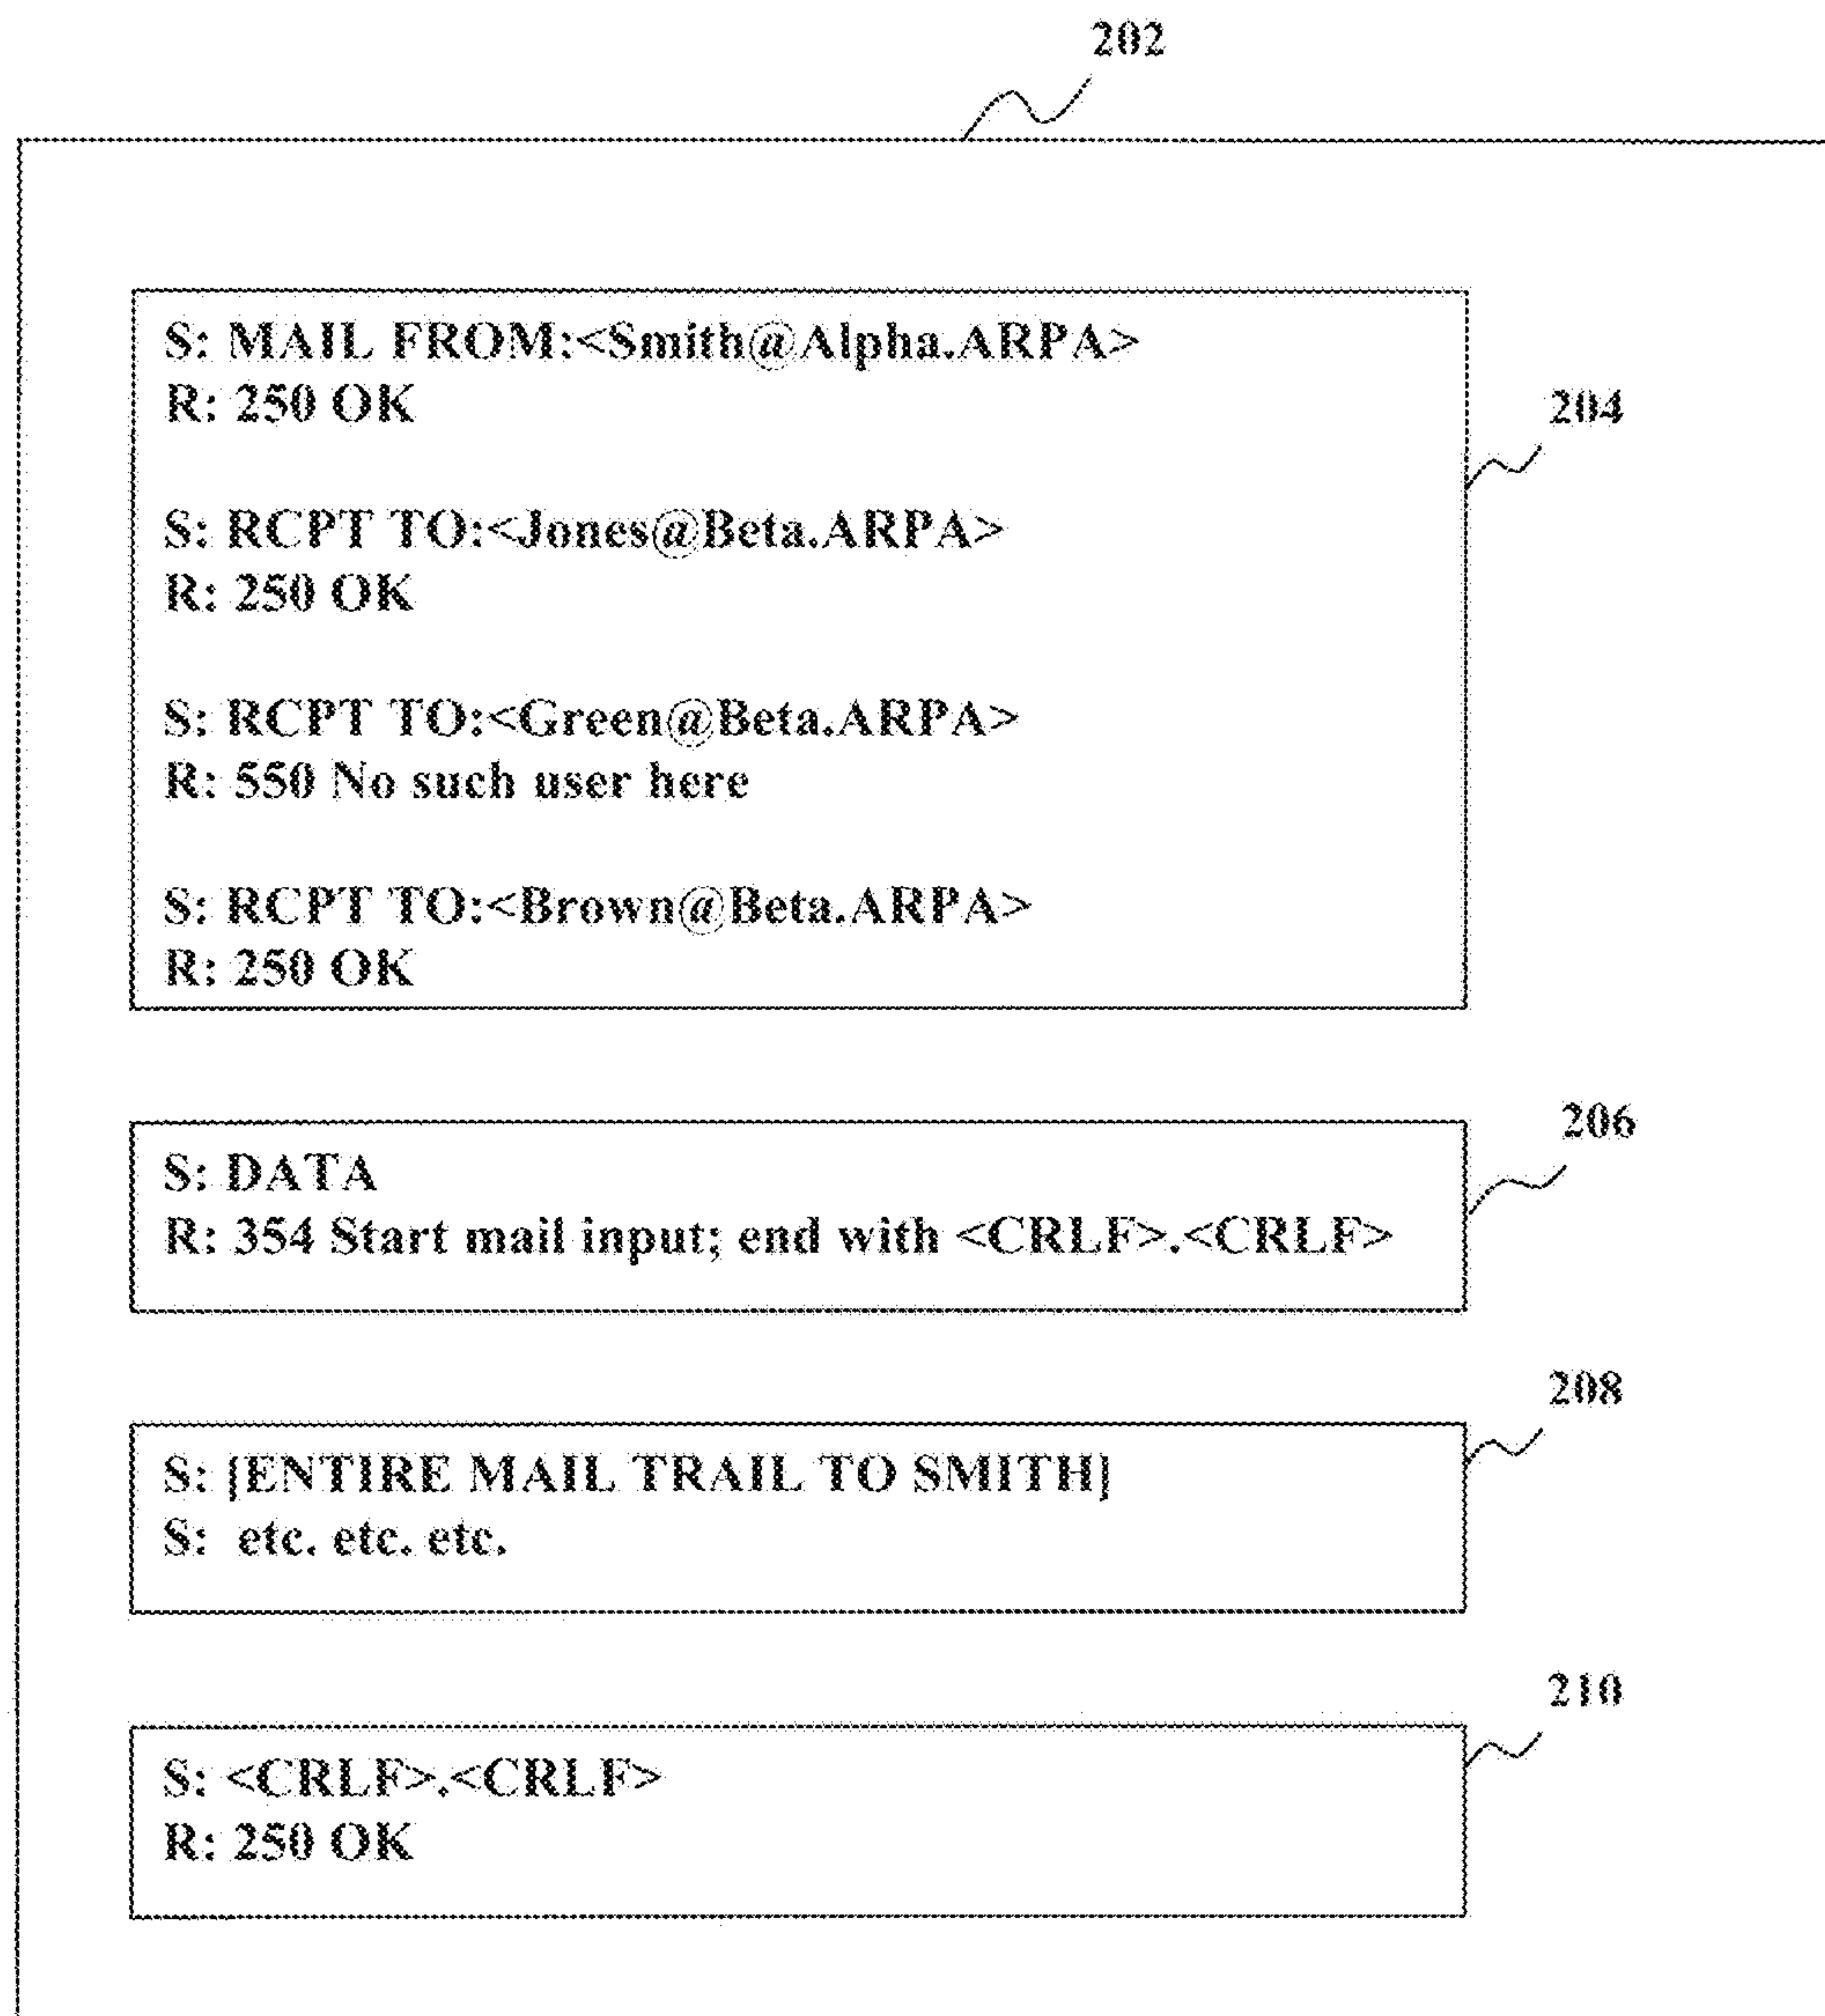 202
S: MAIL FROM:<Smith@Alpha.ARPA>
R: 250 OK
204
S: RCPT TO:<Jones@Beta.ARPA>
R: 250 OK
S: RCPT TO:<Green@Beta.ARPA>
R: 550 No such user here
S: RCPT TO:<Brown@Beta.ARPA>
R: 250 OK
206
S: DATA
R: 354 Start mail input; end with <CRLF>.<CRLF>
208
S: [ENTIRE MAIL TRAIL TO SMITH]
S: etc. etc. etc.
210
S: <CRLF>.<CRLF>
R: 250 OK